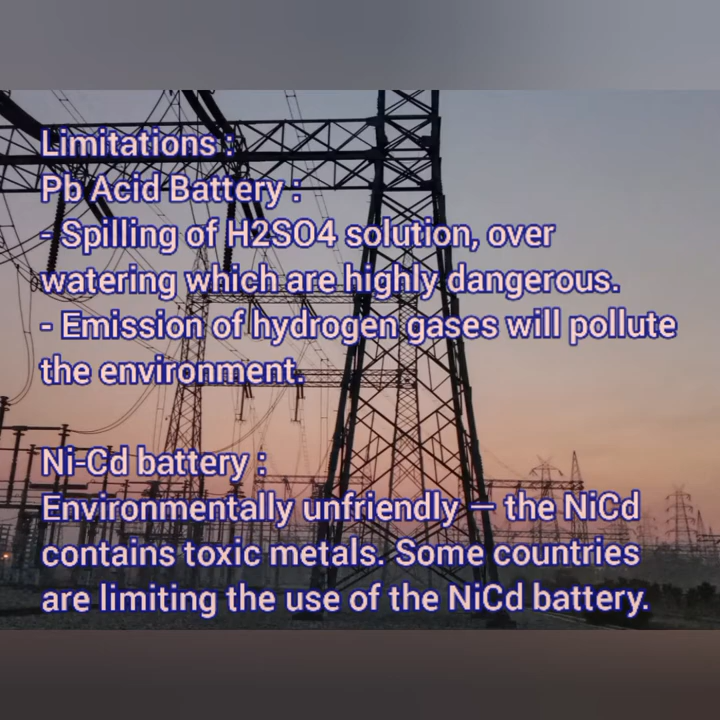 Limitations :
Pb Acid Battery :
- Spilling of H2SO4 solution, over
watering which are highly dangerous.
- Emission of hydrogen gases will pollute
the environment.
Ni-Cd battery :
Environmentally unfriendly — the NiCd
contains toxic metals. Some countries
are limiting the use of the NiCd battery.